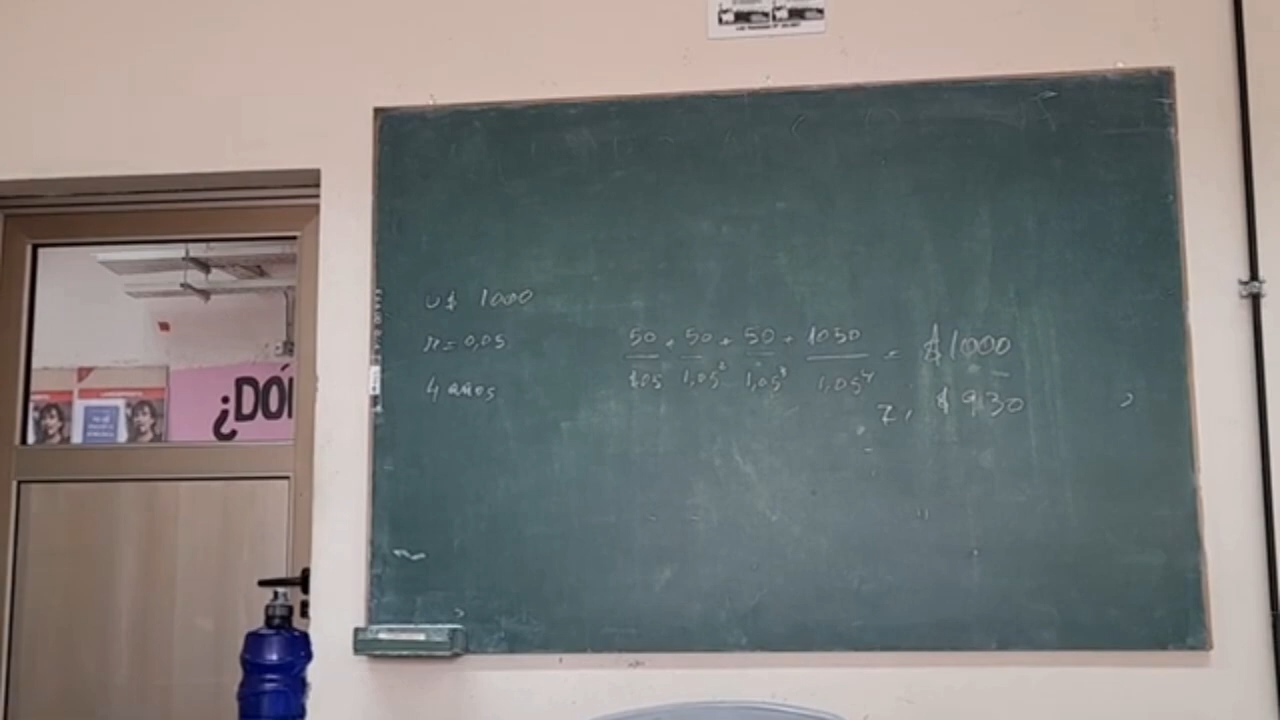 U$ 1000
r = 0,05
4 años
50 + 50 + 50 + 1050 = $1000
1,05 1,05² 1,05³ 1,05⁴
7, $930
¿DÓ